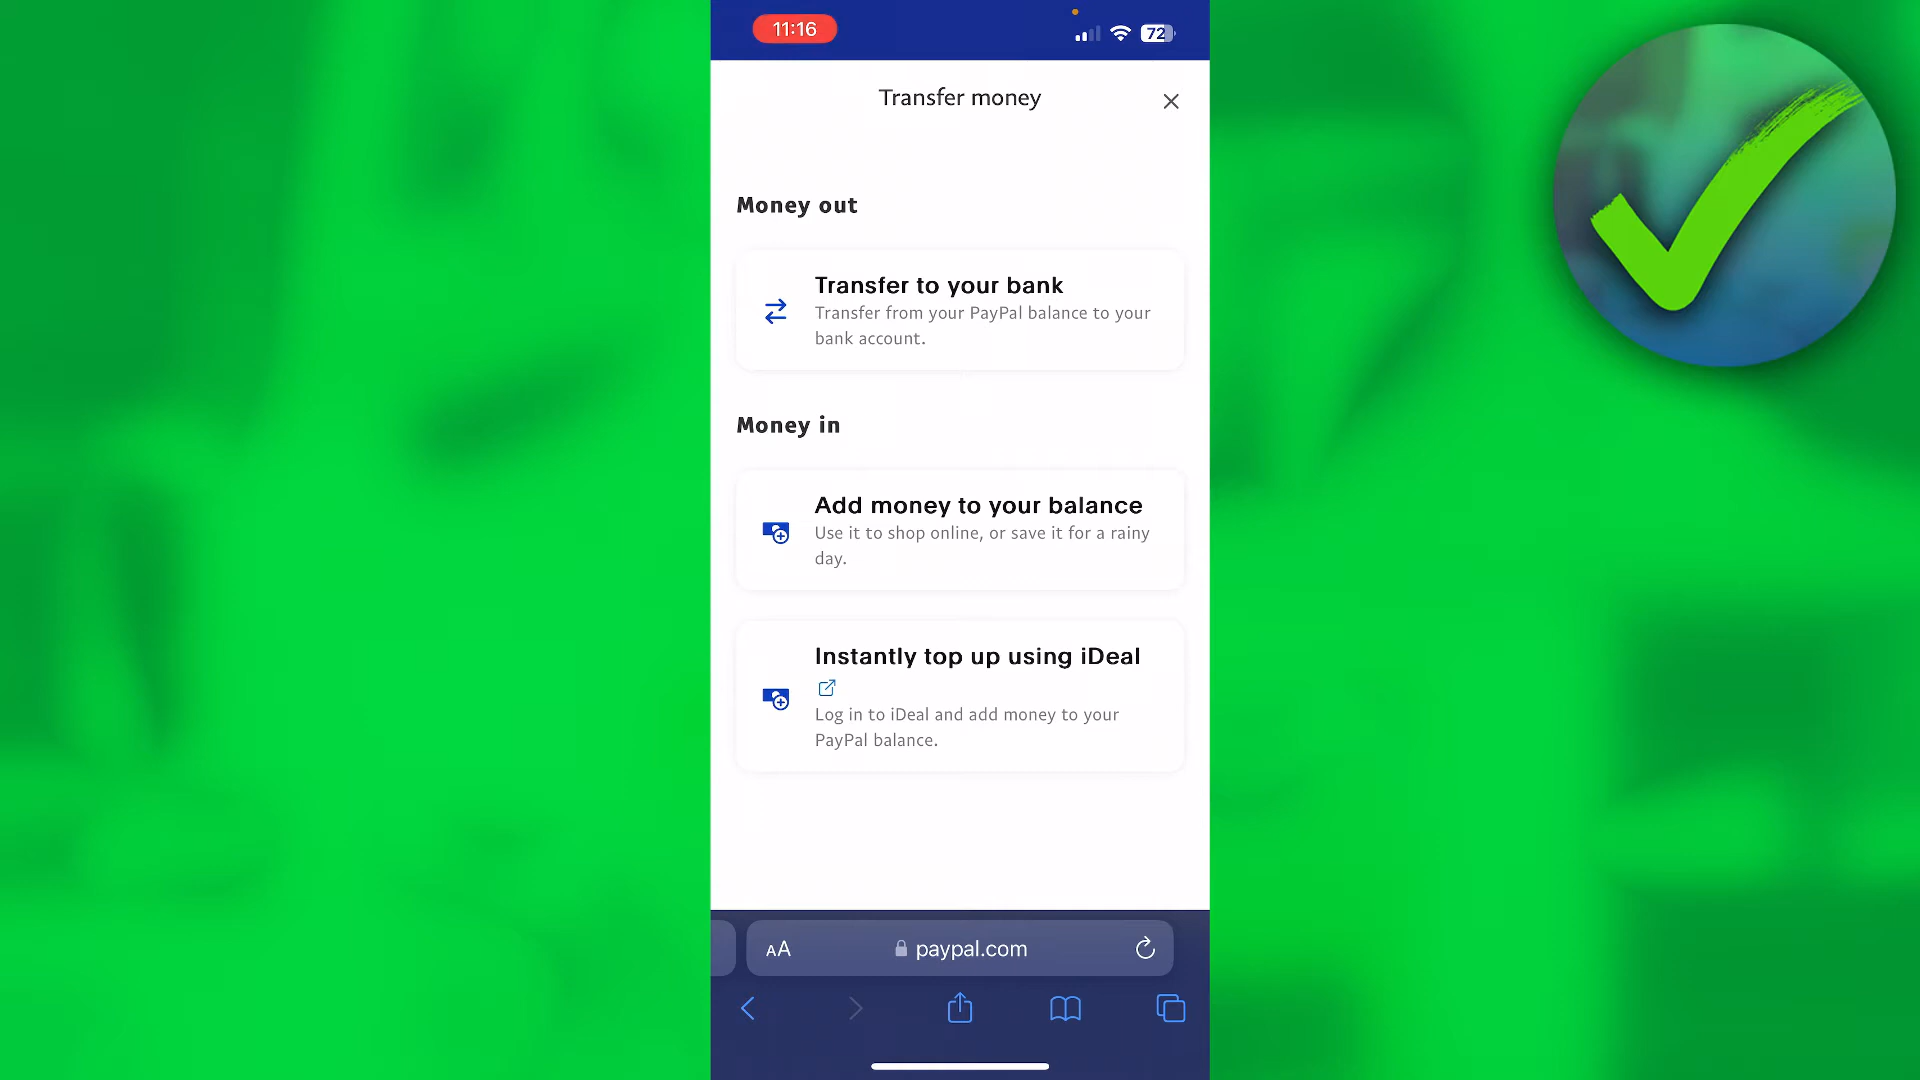 11:16
72
Transfer money
Money out
Transfer to your bank
Transfer from your PayPal balance to your
bank account.
Money in
Add money to your balance
Use it to shop online, or save it for a rainy
day.
Instantly top up using iDeal
Log in to iDeal and add money to your
PayPal balance.
AA
paypal.com